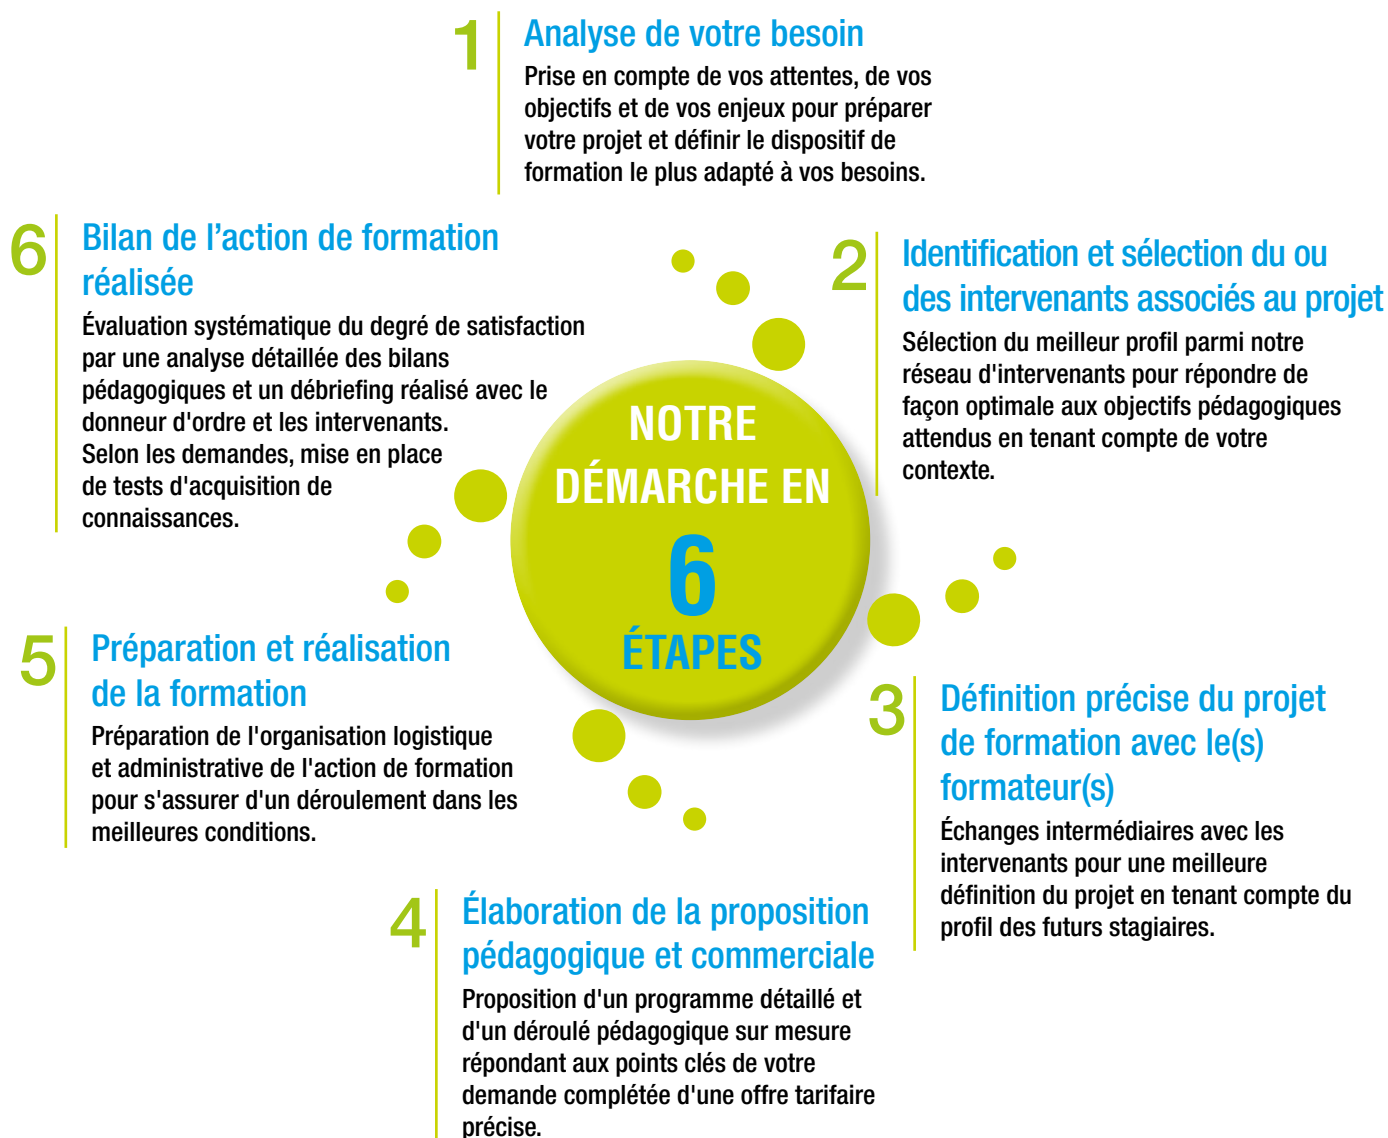 1
Analyse de votre besoin
Prise en compte de vos attentes, de vos
objectifs et de vos enjeux pour préparer
votre projet et définir le dispositif de
formation le plus adapté à vos besoins.
2
Identification et sélection du ou
des intervenants associés au projet
Sélection du meilleur profil parmi notre
réseau d'intervenants pour répondre de
façon optimale aux objectifs pédagogiques
attendus en tenant compte de votre
contexte.
3
Définition précise du projet
de formation avec le(s)
formateur(s)
Échanges intermédiaires avec les
intervenants pour une meilleure
définition du projet en tenant compte du
profil des futurs stagiaires.
4
Élaboration de la proposition
pédagogique et commerciale
Proposition d'un programme détaillé et
d'un déroulé pédagogique sur mesure
répondant aux points clés de votre
demande complétée d'une offre tarifaire
précise.
5
Préparation et réalisation
de la formation
Préparation de l'organisation logistique
et administrative de l'action de formation
pour s'assurer d'un déroulement dans les
meilleures conditions.
6
Bilan de l’action de formation
réalisée
Évaluation systématique du degré de satisfaction
par une analyse détaillée des bilans
pédagogiques et un débriefing réalisé avec le
donneur d'ordre et les intervenants.
Selon les demandes, mise en place
de tests d'acquisition de
connaissances.
NOTRE
DÉMARCHE EN
6
ÉTAPES